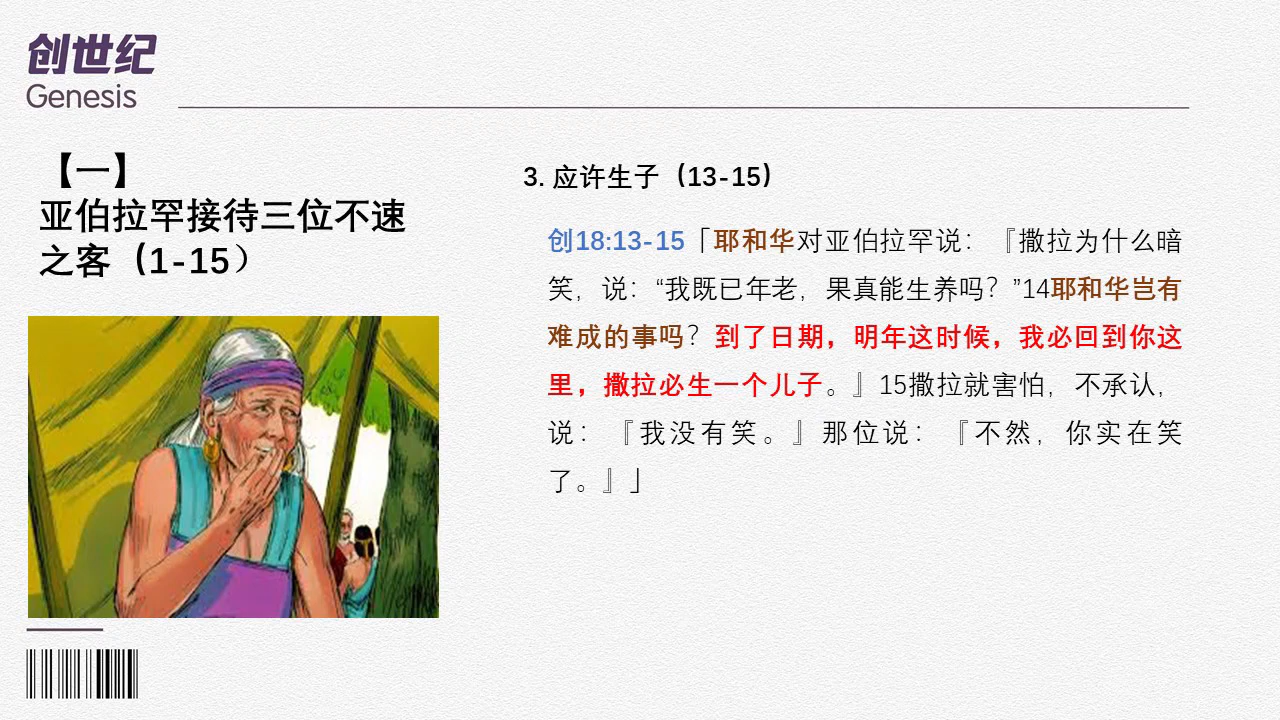 创世纪
Genesis
【一】
亚伯拉罕接待三位不速
之客（1-15）
3. 应许生子（13-15）
创18:13-15「耶和华对亚伯拉罕说：『撒拉为什么暗
笑，说：“我既已年老，果真能生养吗？”14耶和华岂有
难成的事吗？到了日期，明年这时候，我必回到你这
里，撒拉必生一个儿子。』15撒拉就害怕，不承认，
说：『我没有笑。』那位说：『不然，你实在笑
了。』」